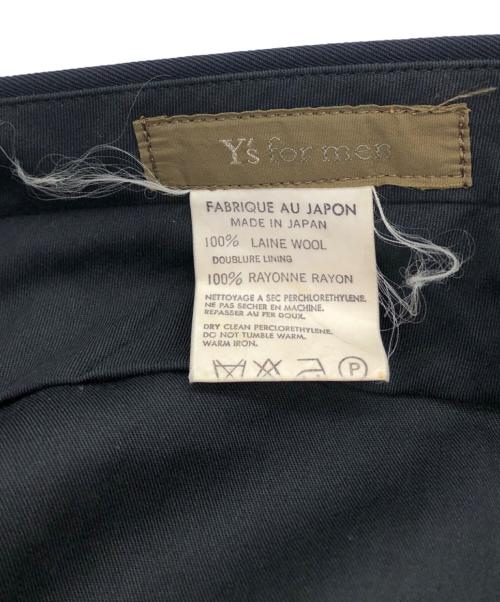 Y's for men
FABRIQUE AU JAPON
MADE IN JAPAN
100% LAINE WOOL
DOUBLURE LINING
100% RAYONNE RAYON
NETTOYAGE A SEC PERCHLORETHYLENE.
NE PAS SECHER EN MACHINE.
REPASSER AU FER DOUX.
DRY CLEAN PERCLORETHYLENE.
DO NOT TUMBLE WARM.
WARM IRON.
P